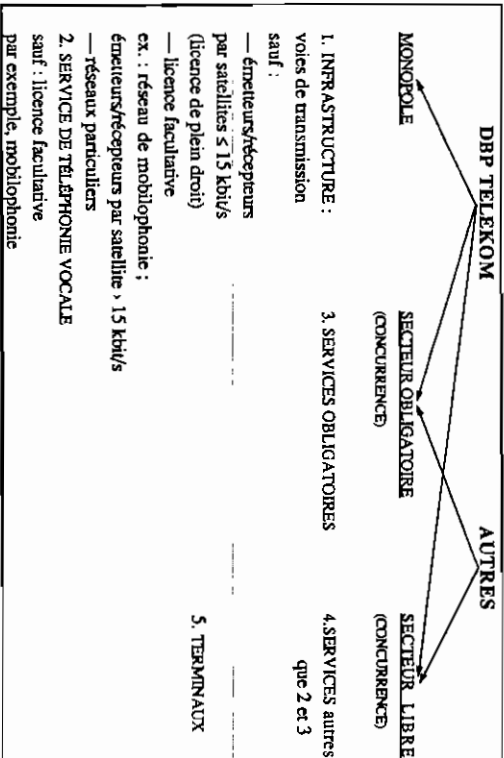 DBP TELEKOM
AUTRES
MONOPOLE
SECTEUR OBLIGATOIRE
(CONCURRENCE)
SECTEUR LIBRE
(CONCURRENCE)
1. INFRASTRUCTURE :
voies de transmission
sauf :
— émetteurs/récepteurs
par satellites ≤ 15 kbit/s
(licence de plein droit)
— licence facultative
ex. : réseau de mobilophonie ;
émetteurs/récepteurs par satellite › 15 kbit/s
— réseaux particuliers
2. SERVICE DE TÉLÉPHONIE VOCALE
sauf : licence facultative
par exemple, mobilophonie
3. SERVICES OBLIGATOIRES
4.SERVICES autres
que 2 et 3
5. TERMINAUX